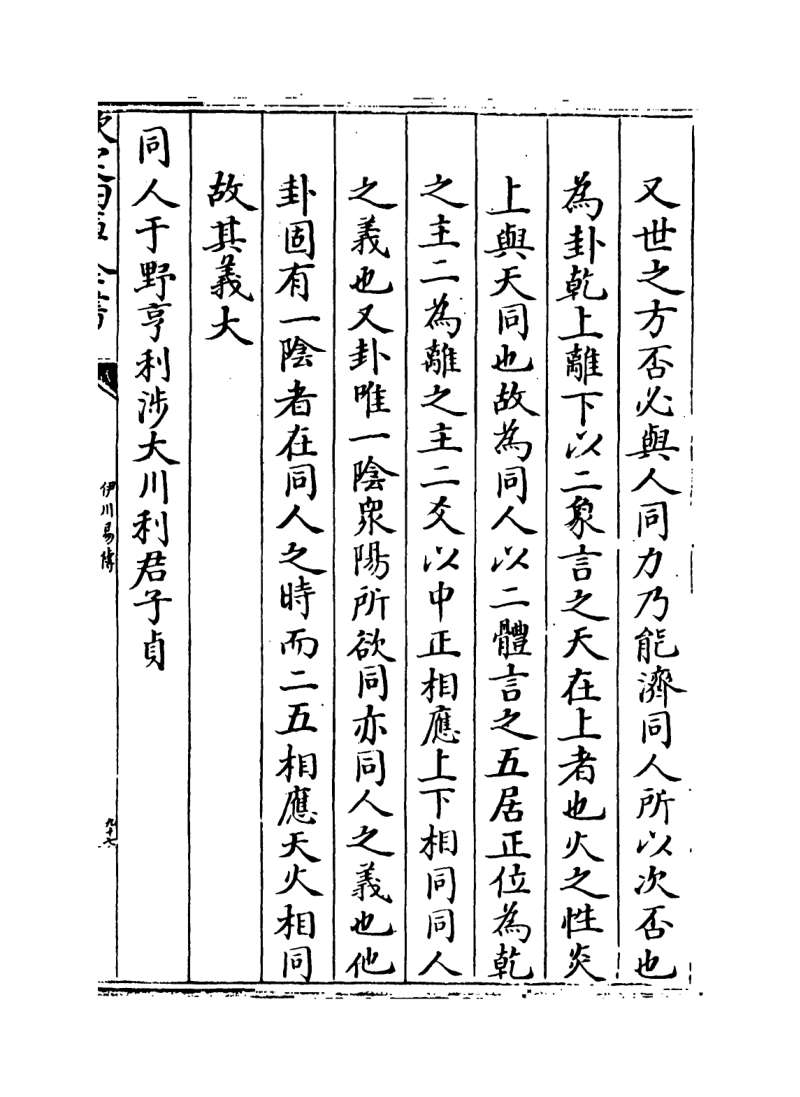 又世之方否必與人同力乃能濟同人所以次否也
為卦乾上離下以二象言之天在上者也火之性炎
上與天同也故為同人以二體言之五居正位為乾
之主二為離之主二爻以中正相應上下相同同人
之義也又卦唯一陰衆陽所欲同亦同人之義也他
卦固有一陰者在同人之時而二五相應天火相同
故其義大
同人于野亨利涉大川利君子貞
伊川易傳
九十七